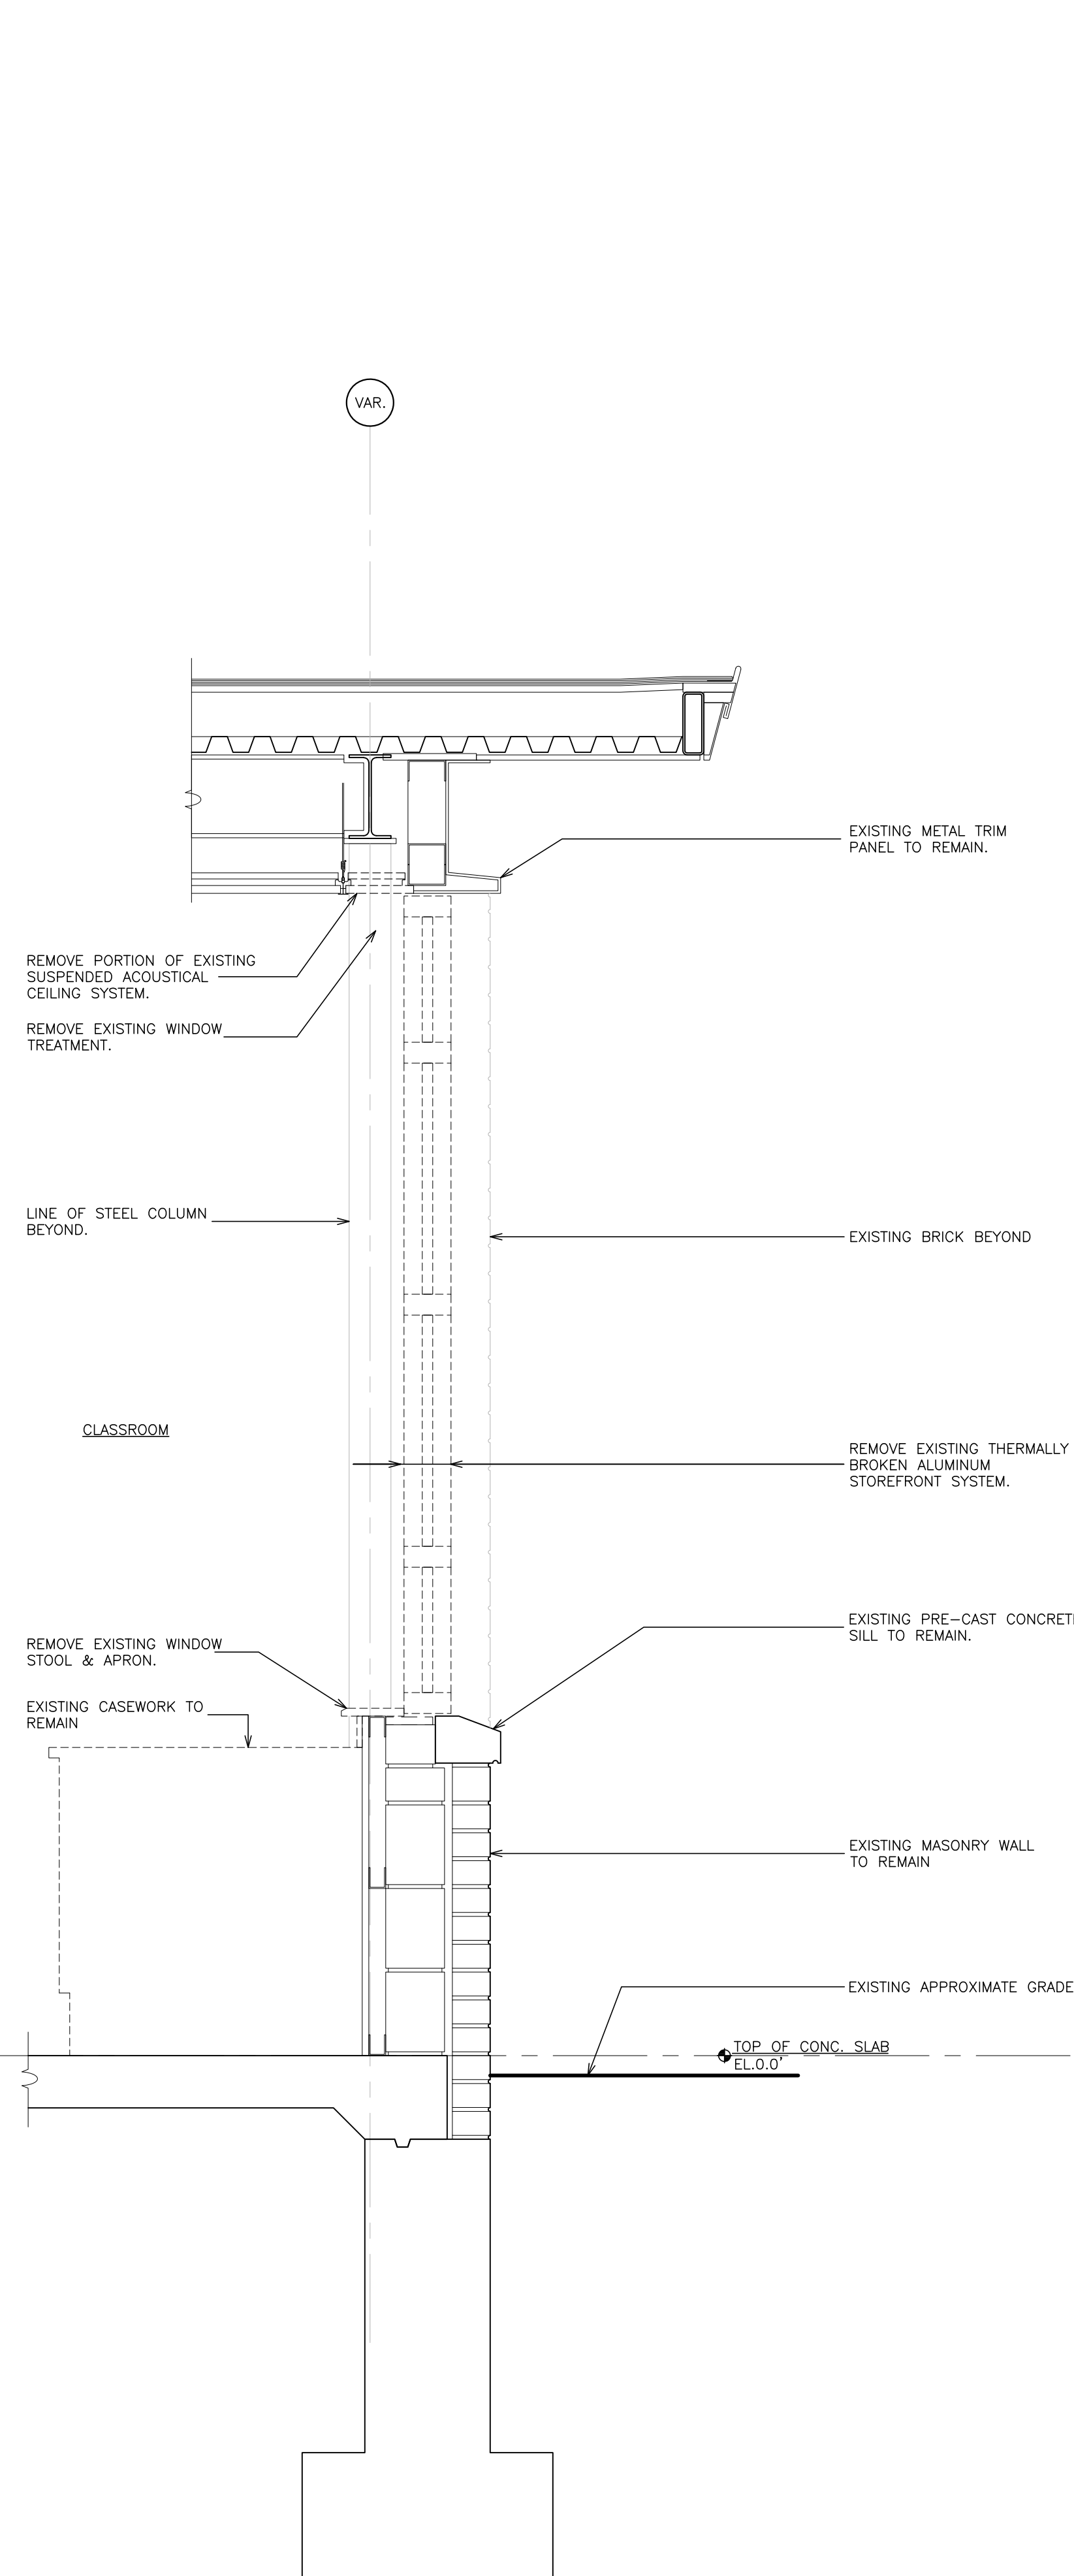 VAR.
EXISTING METAL TRIM
PANEL TO REMAIN.
REMOVE PORTION OF EXISTING
SUSPENDED ACOUSTICAL
CEILING SYSTEM.
REMOVE EXISTING WINDOW
TREATMENT.
LINE OF STEEL COLUMN
BEYOND.
EXISTING BRICK BEYOND
CLASSROOM
REMOVE EXISTING THERMALLY
BROKEN ALUMINUM
STOREFRONT SYSTEM.
EXISTING PRE-CAST CONCRETE
SILL TO REMAIN.
REMOVE EXISTING WINDOW
STOOL & APRON.
EXISTING CASEWORK TO
REMAIN
EXISTING MASONRY WALL
TO REMAIN
EXISTING APPROXIMATE GRADE
TOP OF CONC. SLAB
EL.0.0'